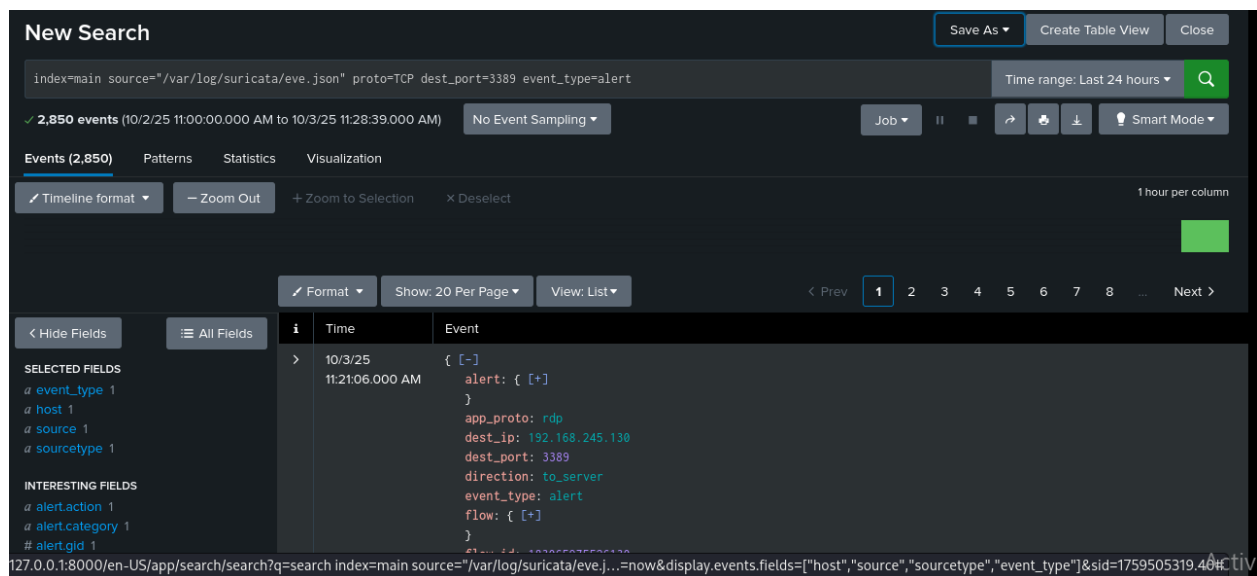 New Search
Save As ▾ Create Table View Close
index=main source="/var/log/suricata/eve.json" proto=TCP dest_port=3389 event_type=alert Time range: Last 24 hours ▾
✓ 2,850 events (10/2/25 11:00:00.000 AM to 10/3/25 11:28:39.000 AM) No Event Sampling ▾ Job ▾ Smart Mode ▾
Events (2,850) Patterns Statistics Visualization
Timeline format ▾ — Zoom Out + Zoom to Selection × Deselect
1 hour per column
Format ▾ Show: 20 Per Page ▾ View: List ▾ < Prev 1 2 3 4 5 6 7 8 ... Next >
< Hide Fields All Fields i Time Event
SELECTED FIELDS
a event_type 1
a host 1
a source 1
a sourcetype 1
INTERESTING FIELDS
a alert.action 1
a alert.category 1
# alert.gid 1
> 10/3/25
11:21:06.000 AM
{ [-]
alert: { [+]
}
app_proto: rdp
dest_ip: 192.168.245.130
dest_port: 3389
direction: to_server
event_type: alert
flow: { [+]
}
127.0.0.1:8000/en-US/app/search/search?q=search index=main source="/var/log/suricata/eve.j...=now&display.events.fields=["host","source","sourcetype","event_type"]&sid=1759505319.40#